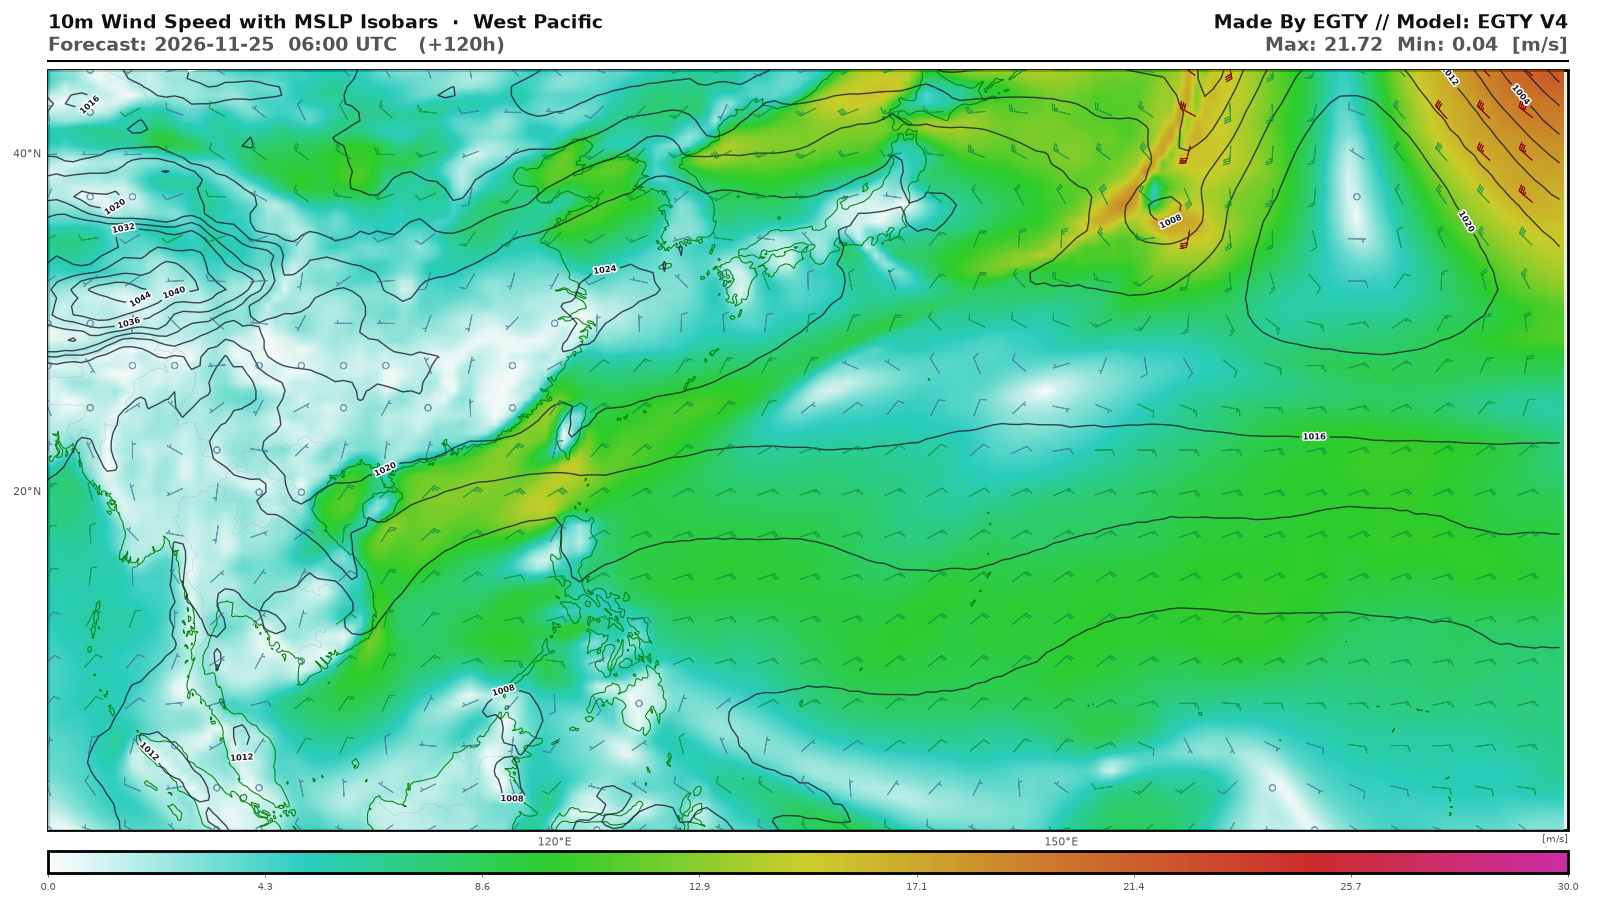 10m Wind Speed with MSLP Isobars · West Pacific
Made By EGTY // Model: EGTY V4
Forecast: 2026-11-25 06:00 UTC (+120h)
Max: 21.72 Min: 0.04 [m/s]
1012
1004
1016
40°N
1020
1032
1008
1020
1024
1044
1040
1036
1016
1020
20°N
1008
1012
1012
1008
120°E
150°E
[m/s]
0.0
4.3
8.6
12.9
17.1
21.4
25.7
30.0